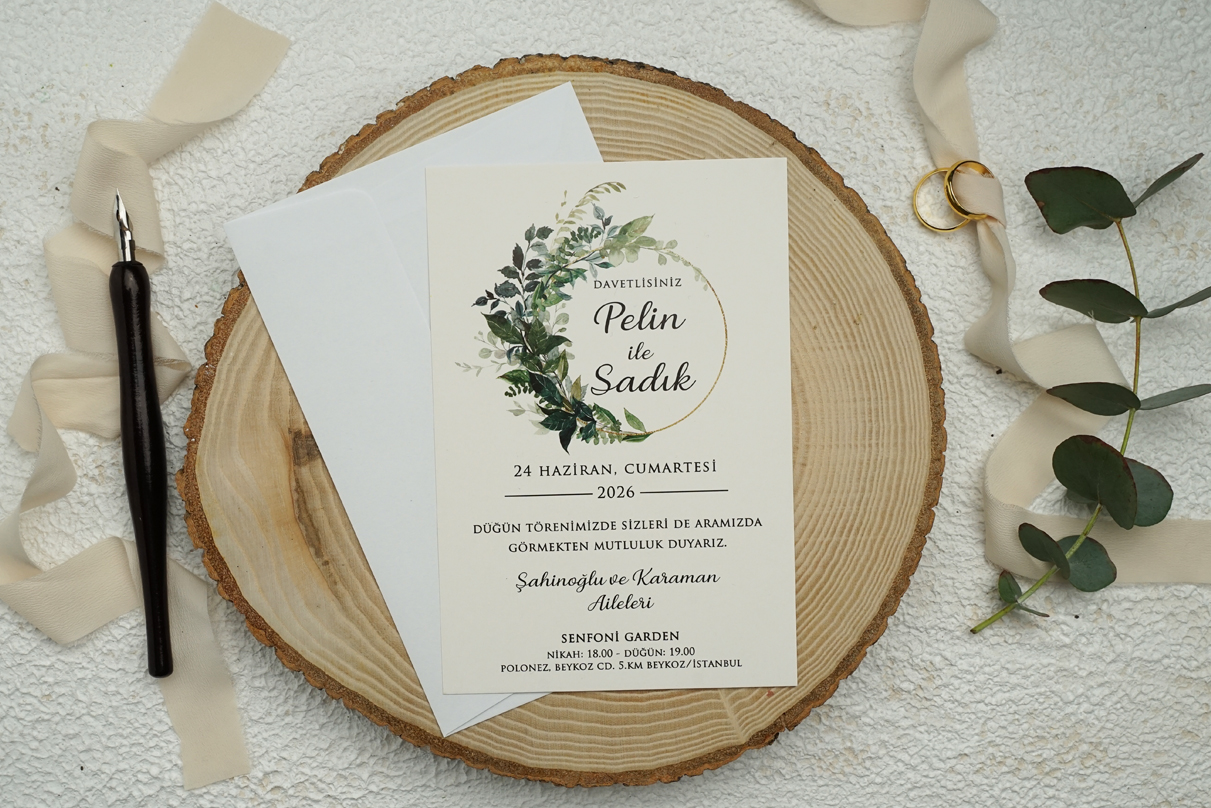 DAVETLİSİNİZ
Pelin
ile
Sadık
24 HAZİRAN, CUMARTESİ
2026
DÜĞÜN TÖRENİMİZDE SİZLERİ DE ARAMIZDA
GÖRMEKTEN MUTLULUK DUYARIZ.
Şahinoğlu ve Karaman
Aileleri
SENFONİ GARDEN
NİKAH: 18.00 - DÜĞÜN: 19.00
POLONEZ, BEYKOZ CD. 5.KM BEYKOZ/İSTANBUL